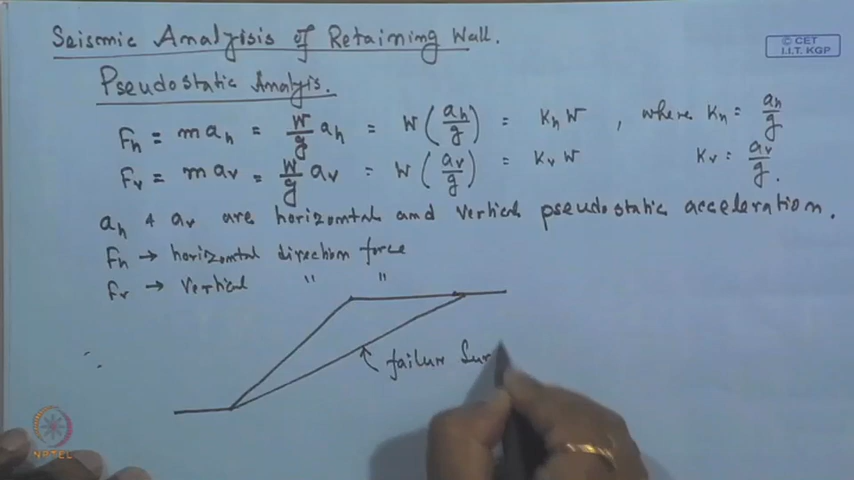 Seismic Analysis of Retaining Wall.
© CET
I.I.T. KGP
Pseudostatic Analysis.
Fh = m ah = W/g ah = W (ah/g) = Kh W , where Kh = ah/g
Fv = m av = W/g av = W (av/g) = Kv W Kv = av/g.
ah & av are horizontal and vertical pseudostatic acceleration.
Fh → horizontal direction force
Fv → vertical " "
failure Sur
NPTEL